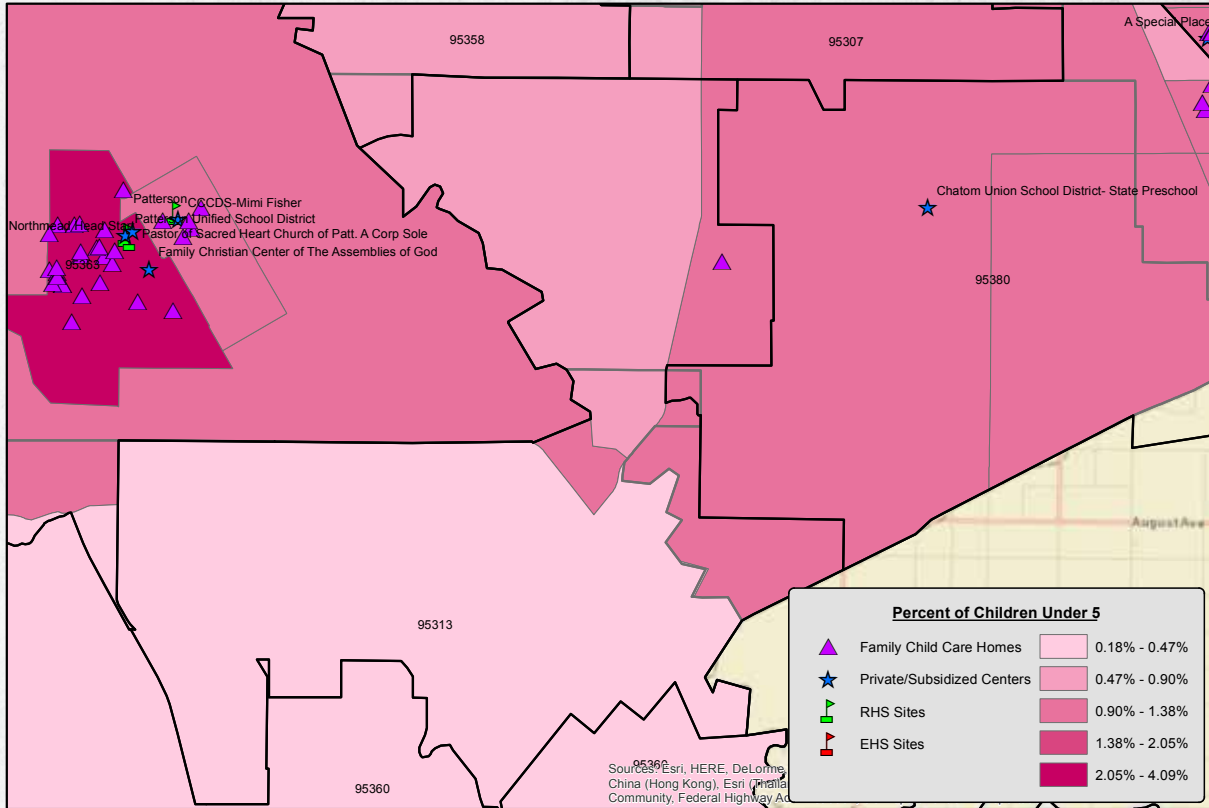 A Special Place
95358
95307
Chatom Union School District- State Preschool
Patterson
CCCDS-Mimi Fisher
Patterson Unified School District
Northmead Head Start
Pastor of Sacred Heart Church of Patt. A Corp Sole
Family Christian Center of The Assemblies of God
95363
95380
August Ave
95313
95360
95360
Percent of Children Under 5
Family Child Care Homes
0.18% - 0.47%
Private/Subsidized Centers
0.47% - 0.90%
RHS Sites
0.90% - 1.38%
EHS Sites
1.38% - 2.05%
2.05% - 4.09%
Sources: Esri, HERE, DeLorme,
China (Hong Kong), Esri (Thaila
Community, Federal Highway Ad